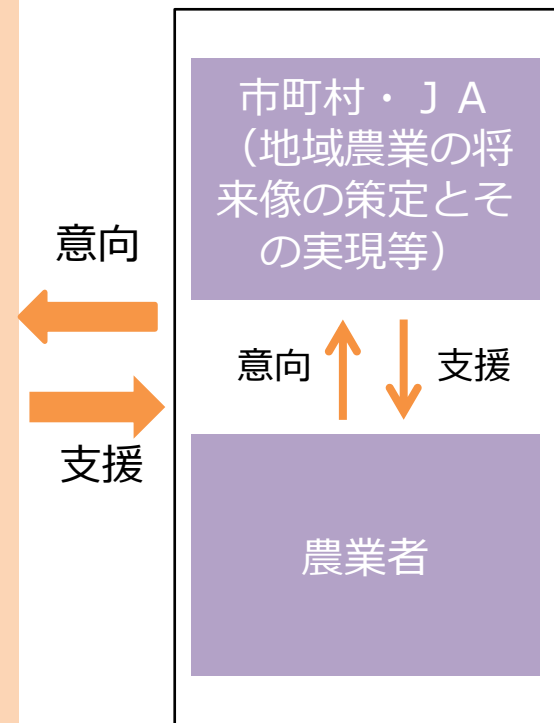 市町村・ＪＡ
（地域農業の将
来像の策定とそ
の実現等）
意向
支援
意向
支援
農業者